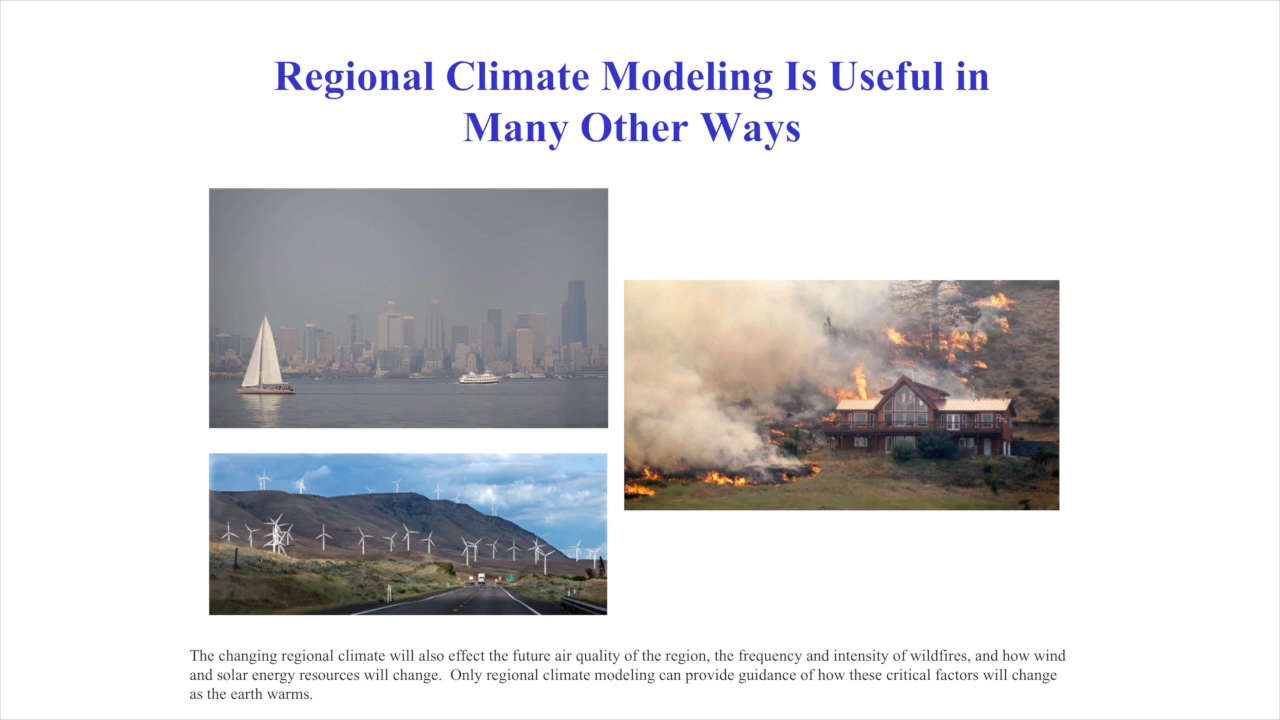 Regional Climate Modeling Is Useful in
Many Other Ways
The changing regional climate will also effect the future air quality of the region, the frequency and intensity of wildfires, and how wind
and solar energy resources will change.  Only regional climate modeling can provide guidance of how these critical factors will change
as the earth warms.